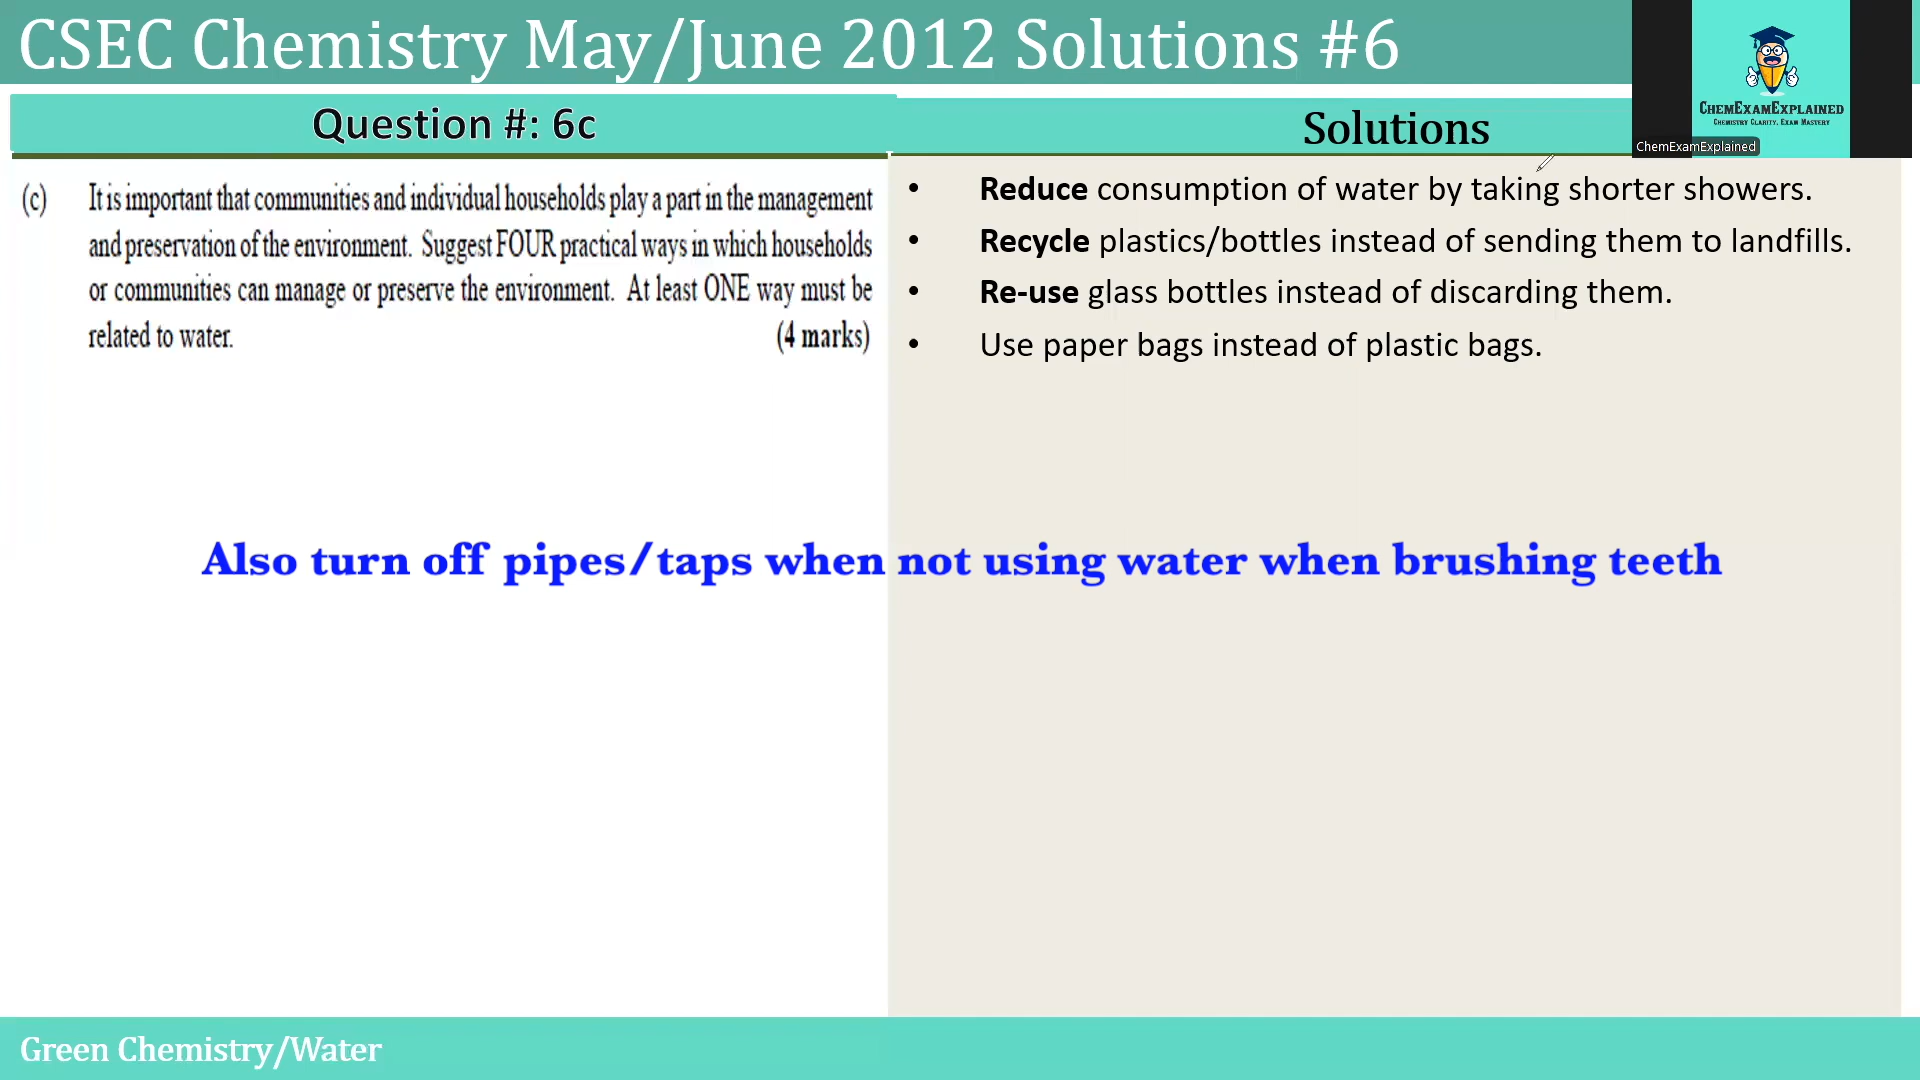 CSEC Chemistry May/June 2012 Solutions #6
ChemExamExplained
Chemistry Clarity. Exam Mastery
ChemExamExplained
Question #: 6c
Solutions
(c) It is important that communities and individual households play a part in the management
and preservation of the environment. Suggest FOUR practical ways in which households
or communities can manage or preserve the environment. At least ONE way must be
related to water. (4 marks)
• Reduce consumption of water by taking shorter showers.
• Recycle plastics/bottles instead of sending them to landfills.
• Re-use glass bottles instead of discarding them.
• Use paper bags instead of plastic bags.
Also turn off pipes/taps when not using water when brushing teeth
Green Chemistry/Water